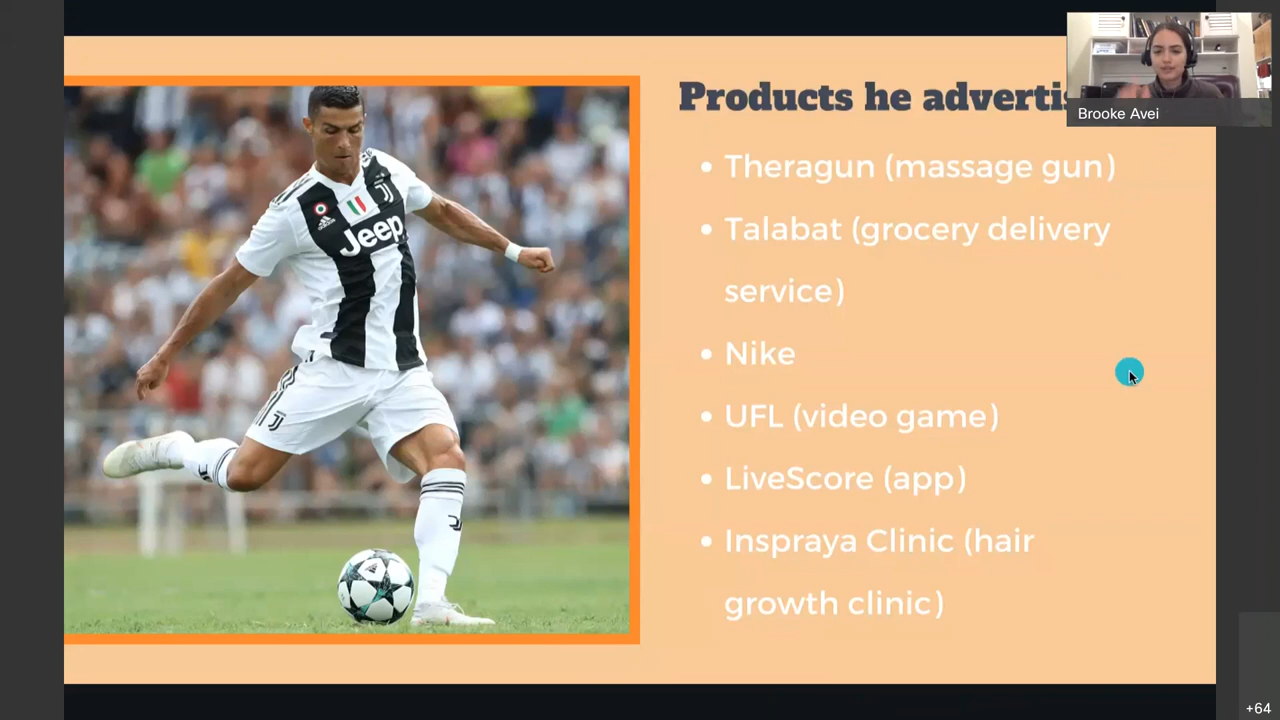 Products he advertis
Brooke Avei
Theragun (massage gun)
Talabat (grocery delivery
service)
Nike
UFL (video game)
LiveScore (app)
Inspraya Clinic (hair
growth clinic)
Jeep
+64